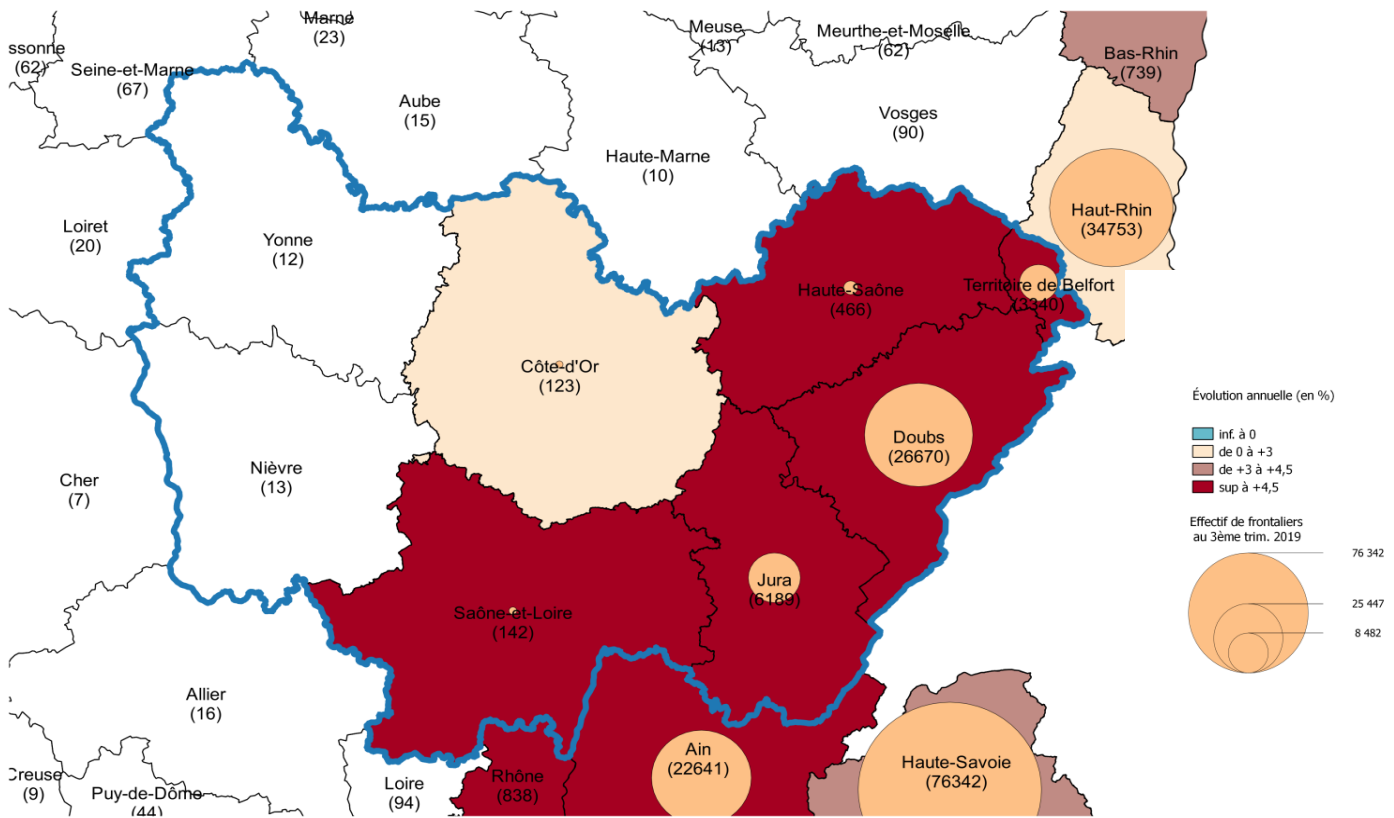 Marne
(23)
Meuse
(13)
Meurthe-et-Moselle
(62)
Bas-Rhin
(739)
ssonne
(62)
Seine-et-Marne
(67)
Aube
(15)
Vosges
(90)
Haute-Marne
(10)
Haut-Rhin
(34753)
Loiret
(20)
Yonne
(12)
Haute-Saône
(466)
Territoire de Belfort
(3340)
Côte-d'Or
(123)
Doubs
(26670)
Cher
(7)
Nièvre
(13)
Jura
(6189)
Saône-et-Loire
(142)
Allier
(16)
Ain
(22641)
Haute-Savoie
(76342)
Creuse
(9)
Puy-de-Dôme
(44)
Loire
(94)
Rhône
(838)
Évolution annuelle (en %)
inf. à 0
de 0 à +3
de +3 à +4,5
sup à +4,5
Effectif de frontaliers
au 3ème trim. 2019
76 342
25 447
8 482